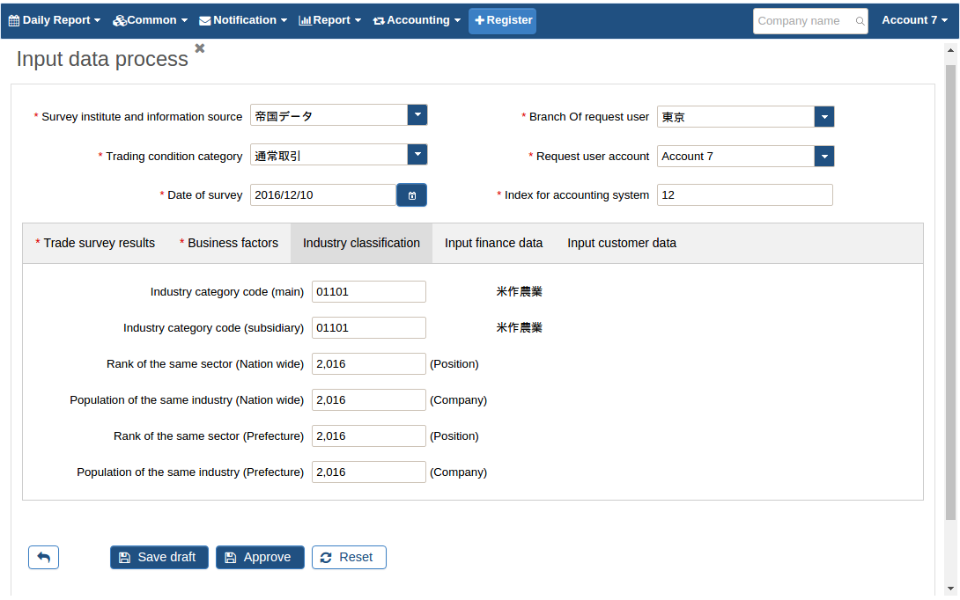 Daily Report Common Notification Report Accounting Register Company name Account 7
Input data process
* Survey institute and information source 帝国データ * Branch Of request user 東京
* Trading condition category 通常取引 * Request user account Account 7
* Date of survey 2016/12/10 * Index for accounting system 12
* Trade survey results * Business factors Industry classification Input finance data Input customer data
Industry category code (main) 01101 米作農業
Industry category code (subsidiary) 01101 米作農業
Rank of the same sector (Nation wide) 2,016 (Position)
Population of the same industry (Nation wide) 2,016 (Company)
Rank of the same sector (Prefecture) 2,016 (Position)
Population of the same industry (Prefecture) 2,016 (Company)
Save draft Approve Reset